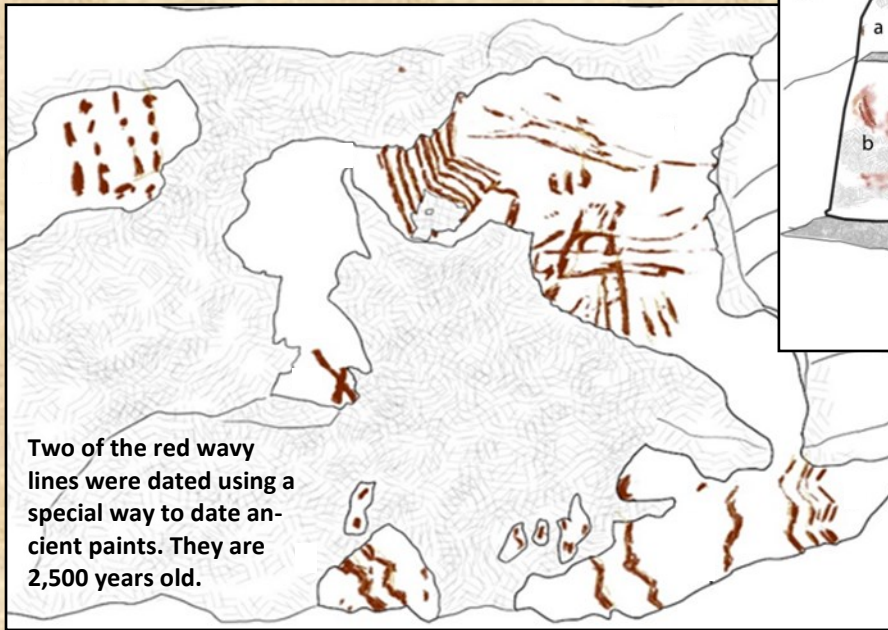 a
b
Two of the red wavy
lines were dated using a
special way to date an-
cient paints. They are
2,500 years old.